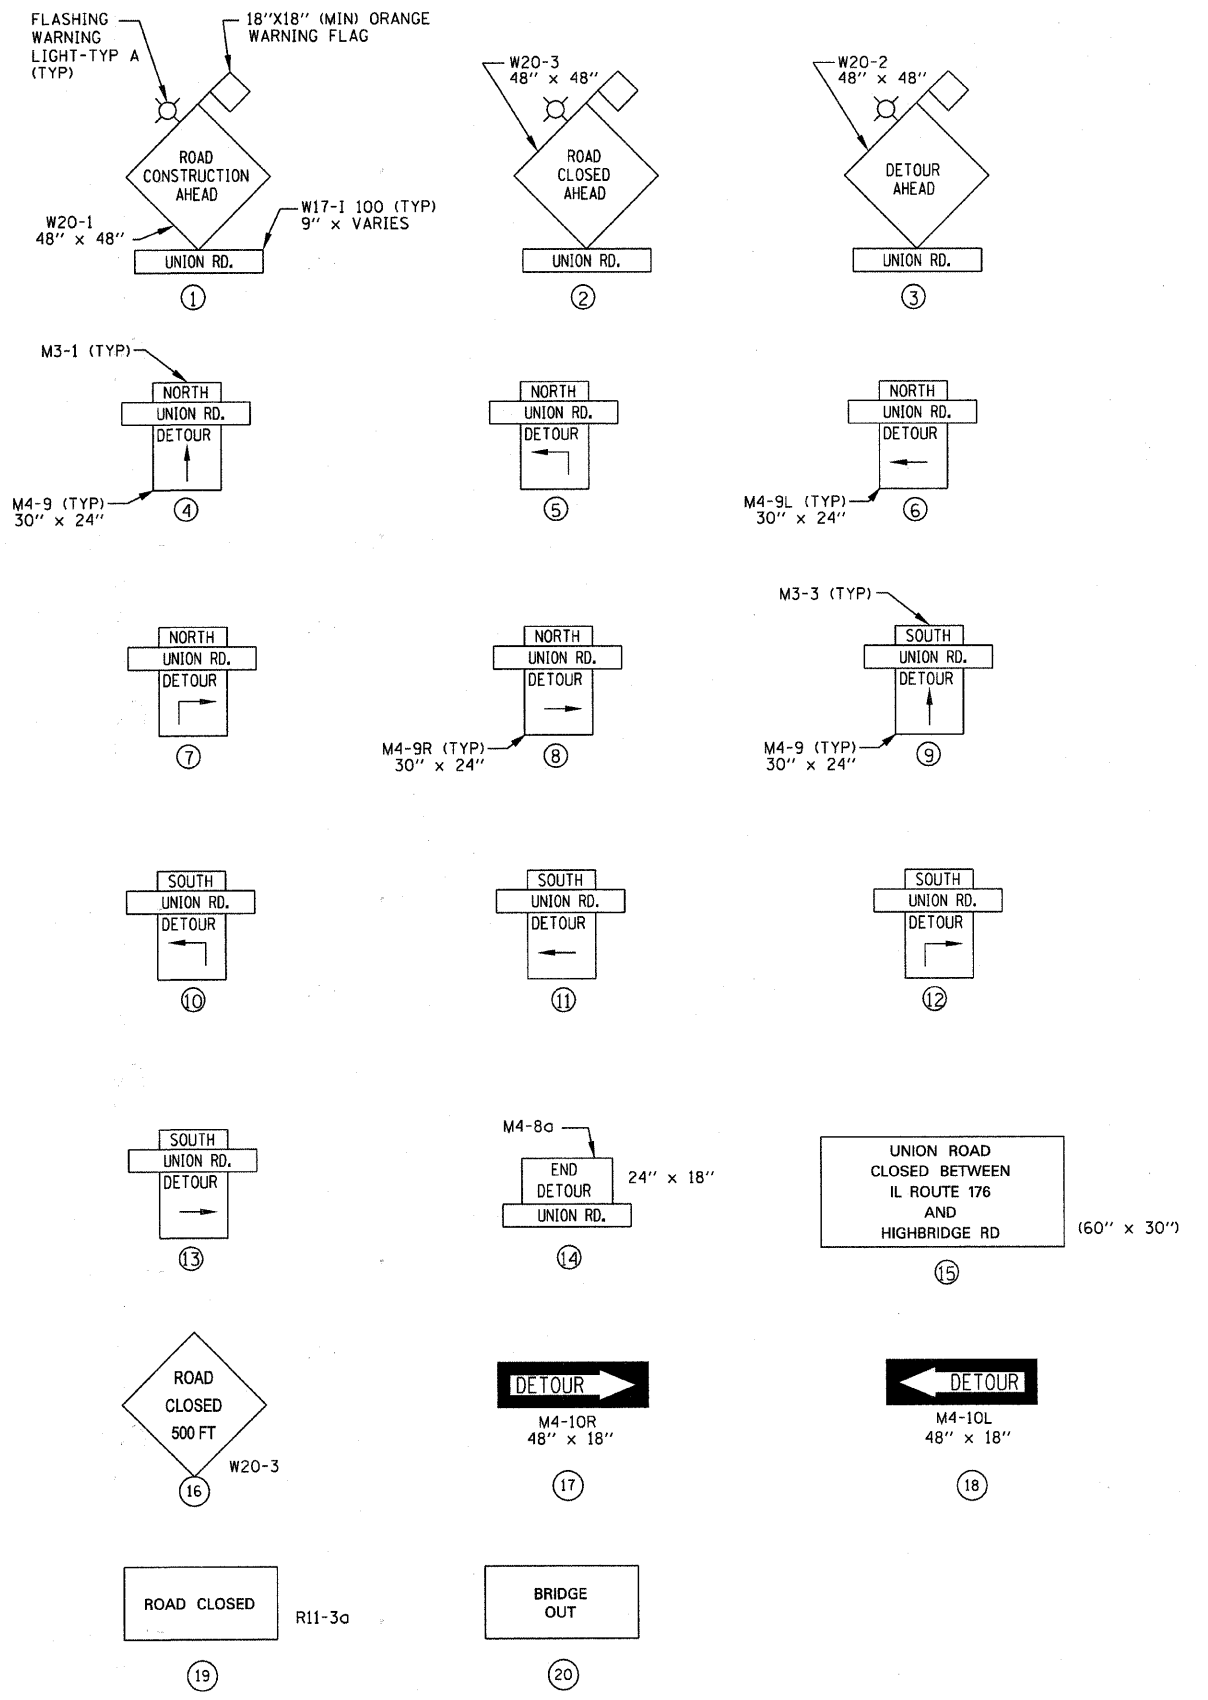 FLASHING
WARNING
LIGHT-TYP A
(TYP)
18"X18" (MIN) ORANGE
WARNING FLAG
ROAD
CONSTRUCTION
AHEAD
W20-1
48" x 48"
W17-I 100 (TYP)
9" x VARIES
UNION RD.
1
W20-3
48" x 48"
ROAD
CLOSED
AHEAD
UNION RD.
2
W20-2
48" x 48"
DETOUR
AHEAD
UNION RD.
3
M3-1 (TYP)
NORTH
UNION RD.
DETOUR
M4-9 (TYP)
30" x 24"
4
NORTH
UNION RD.
DETOUR
5
NORTH
UNION RD.
DETOUR
M4-9L (TYP)
30" x 24"
6
NORTH
UNION RD.
DETOUR
7
NORTH
UNION RD.
DETOUR
M4-9R (TYP)
30" x 24"
8
M3-3 (TYP)
SOUTH
UNION RD.
DETOUR
M4-9 (TYP)
30" x 24"
9
SOUTH
UNION RD.
DETOUR
10
SOUTH
UNION RD.
DETOUR
11
SOUTH
UNION RD.
DETOUR
12
SOUTH
UNION RD.
DETOUR
13
M4-8a
END
DETOUR
24" x 18"
UNION RD.
14
UNION ROAD
CLOSED BETWEEN
IL ROUTE 176
AND
HIGHBRIDGE RD
(60" x 30")
15
ROAD
CLOSED
500 FT
W20-3
16
DETOUR
M4-10R
48" x 18"
17
DETOUR
M4-10L
48" x 18"
18
ROAD CLOSED
R11-3a
19
BRIDGE
OUT
20